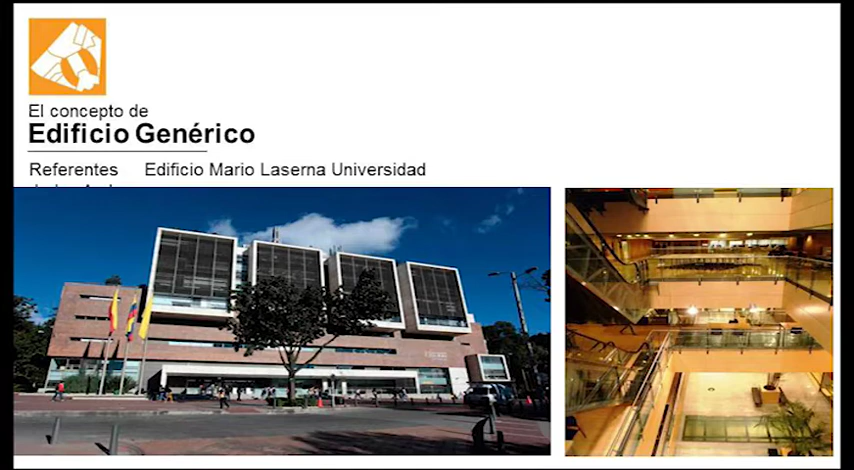 El concepto de
Edificio Genérico
Referentes Edificio Mario Laserna Universidad